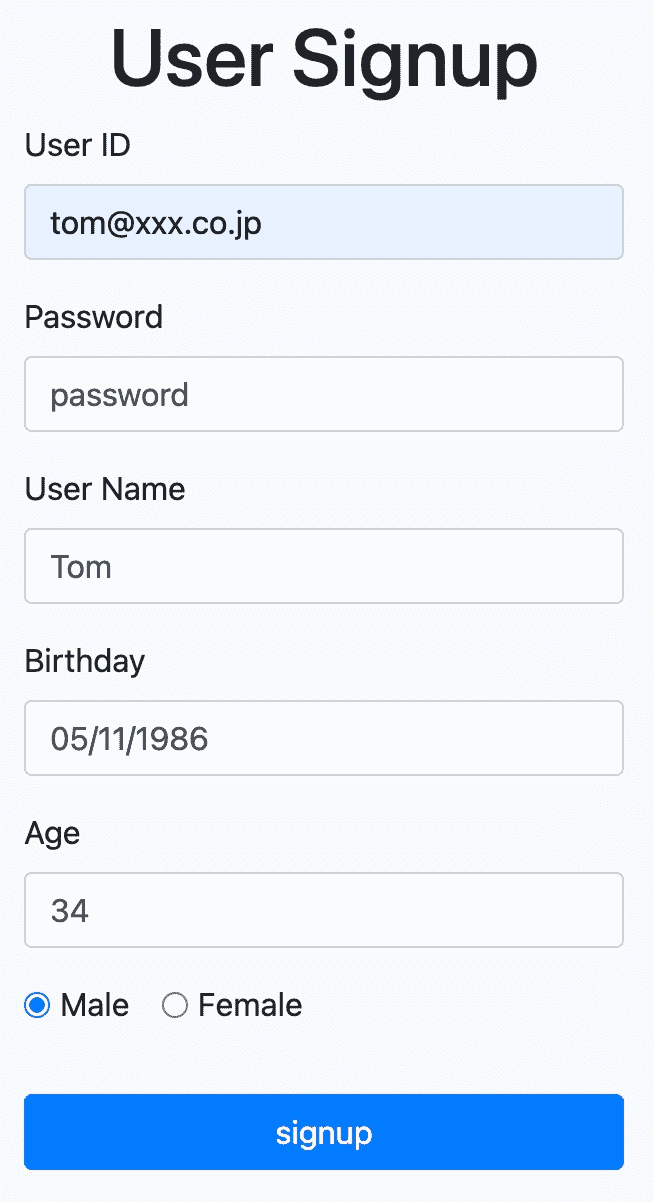 User Signup
User ID
tom@xxx.co.jp
Password
password
User Name
Tom
Birthday
05/11/1986
Age
34
Male Female
signup